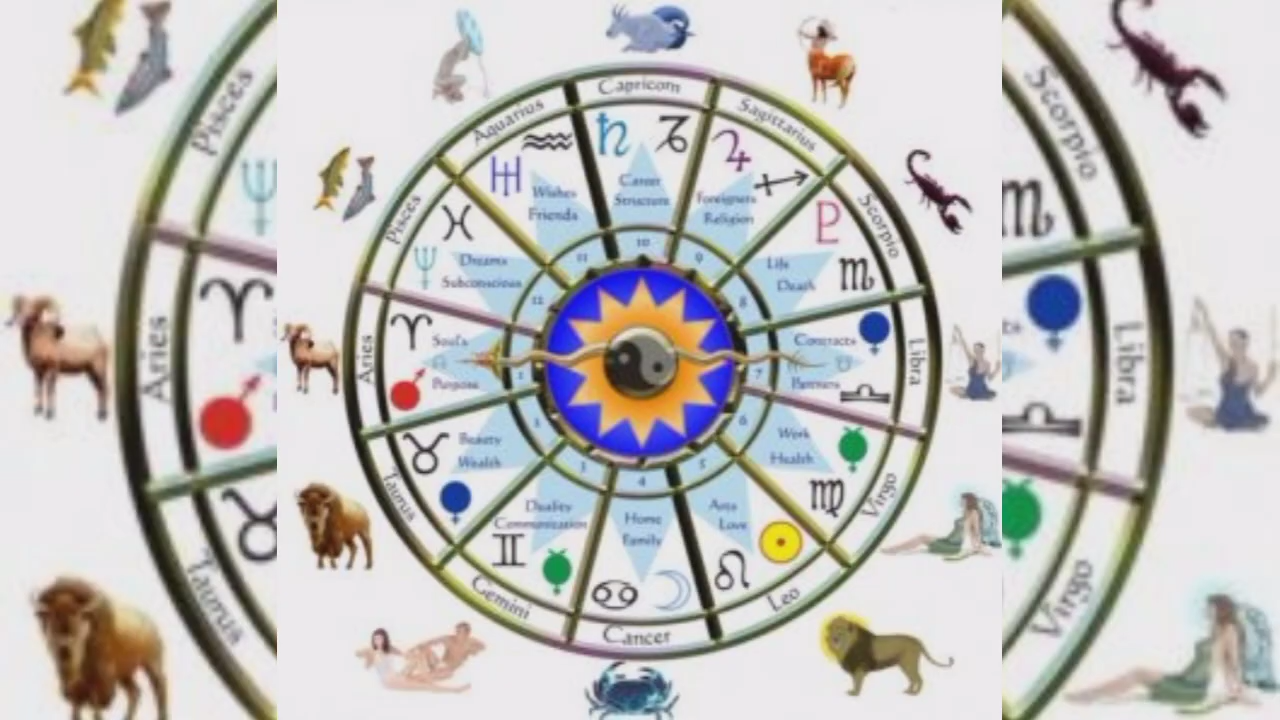 Capricorn
Aquarius
Sagittarius
Pisces
Scorpio
Aries
Libra
Taurus
Virgo
Gemini
Leo
Cancer
Career
Structure
Wishes
Friends
Foreigners
Religion
Dreams
Subconscious
Life
Death
Soul's
Purpose
Contracts
Partners
Beauty
Wealth
Work
Health
Duality
Communication
Home
Family
Love
10
11
9
12
8
1
7
6
3
5
4
Pisces
Aries
Taurus
Scorpio
Libra
Virgo